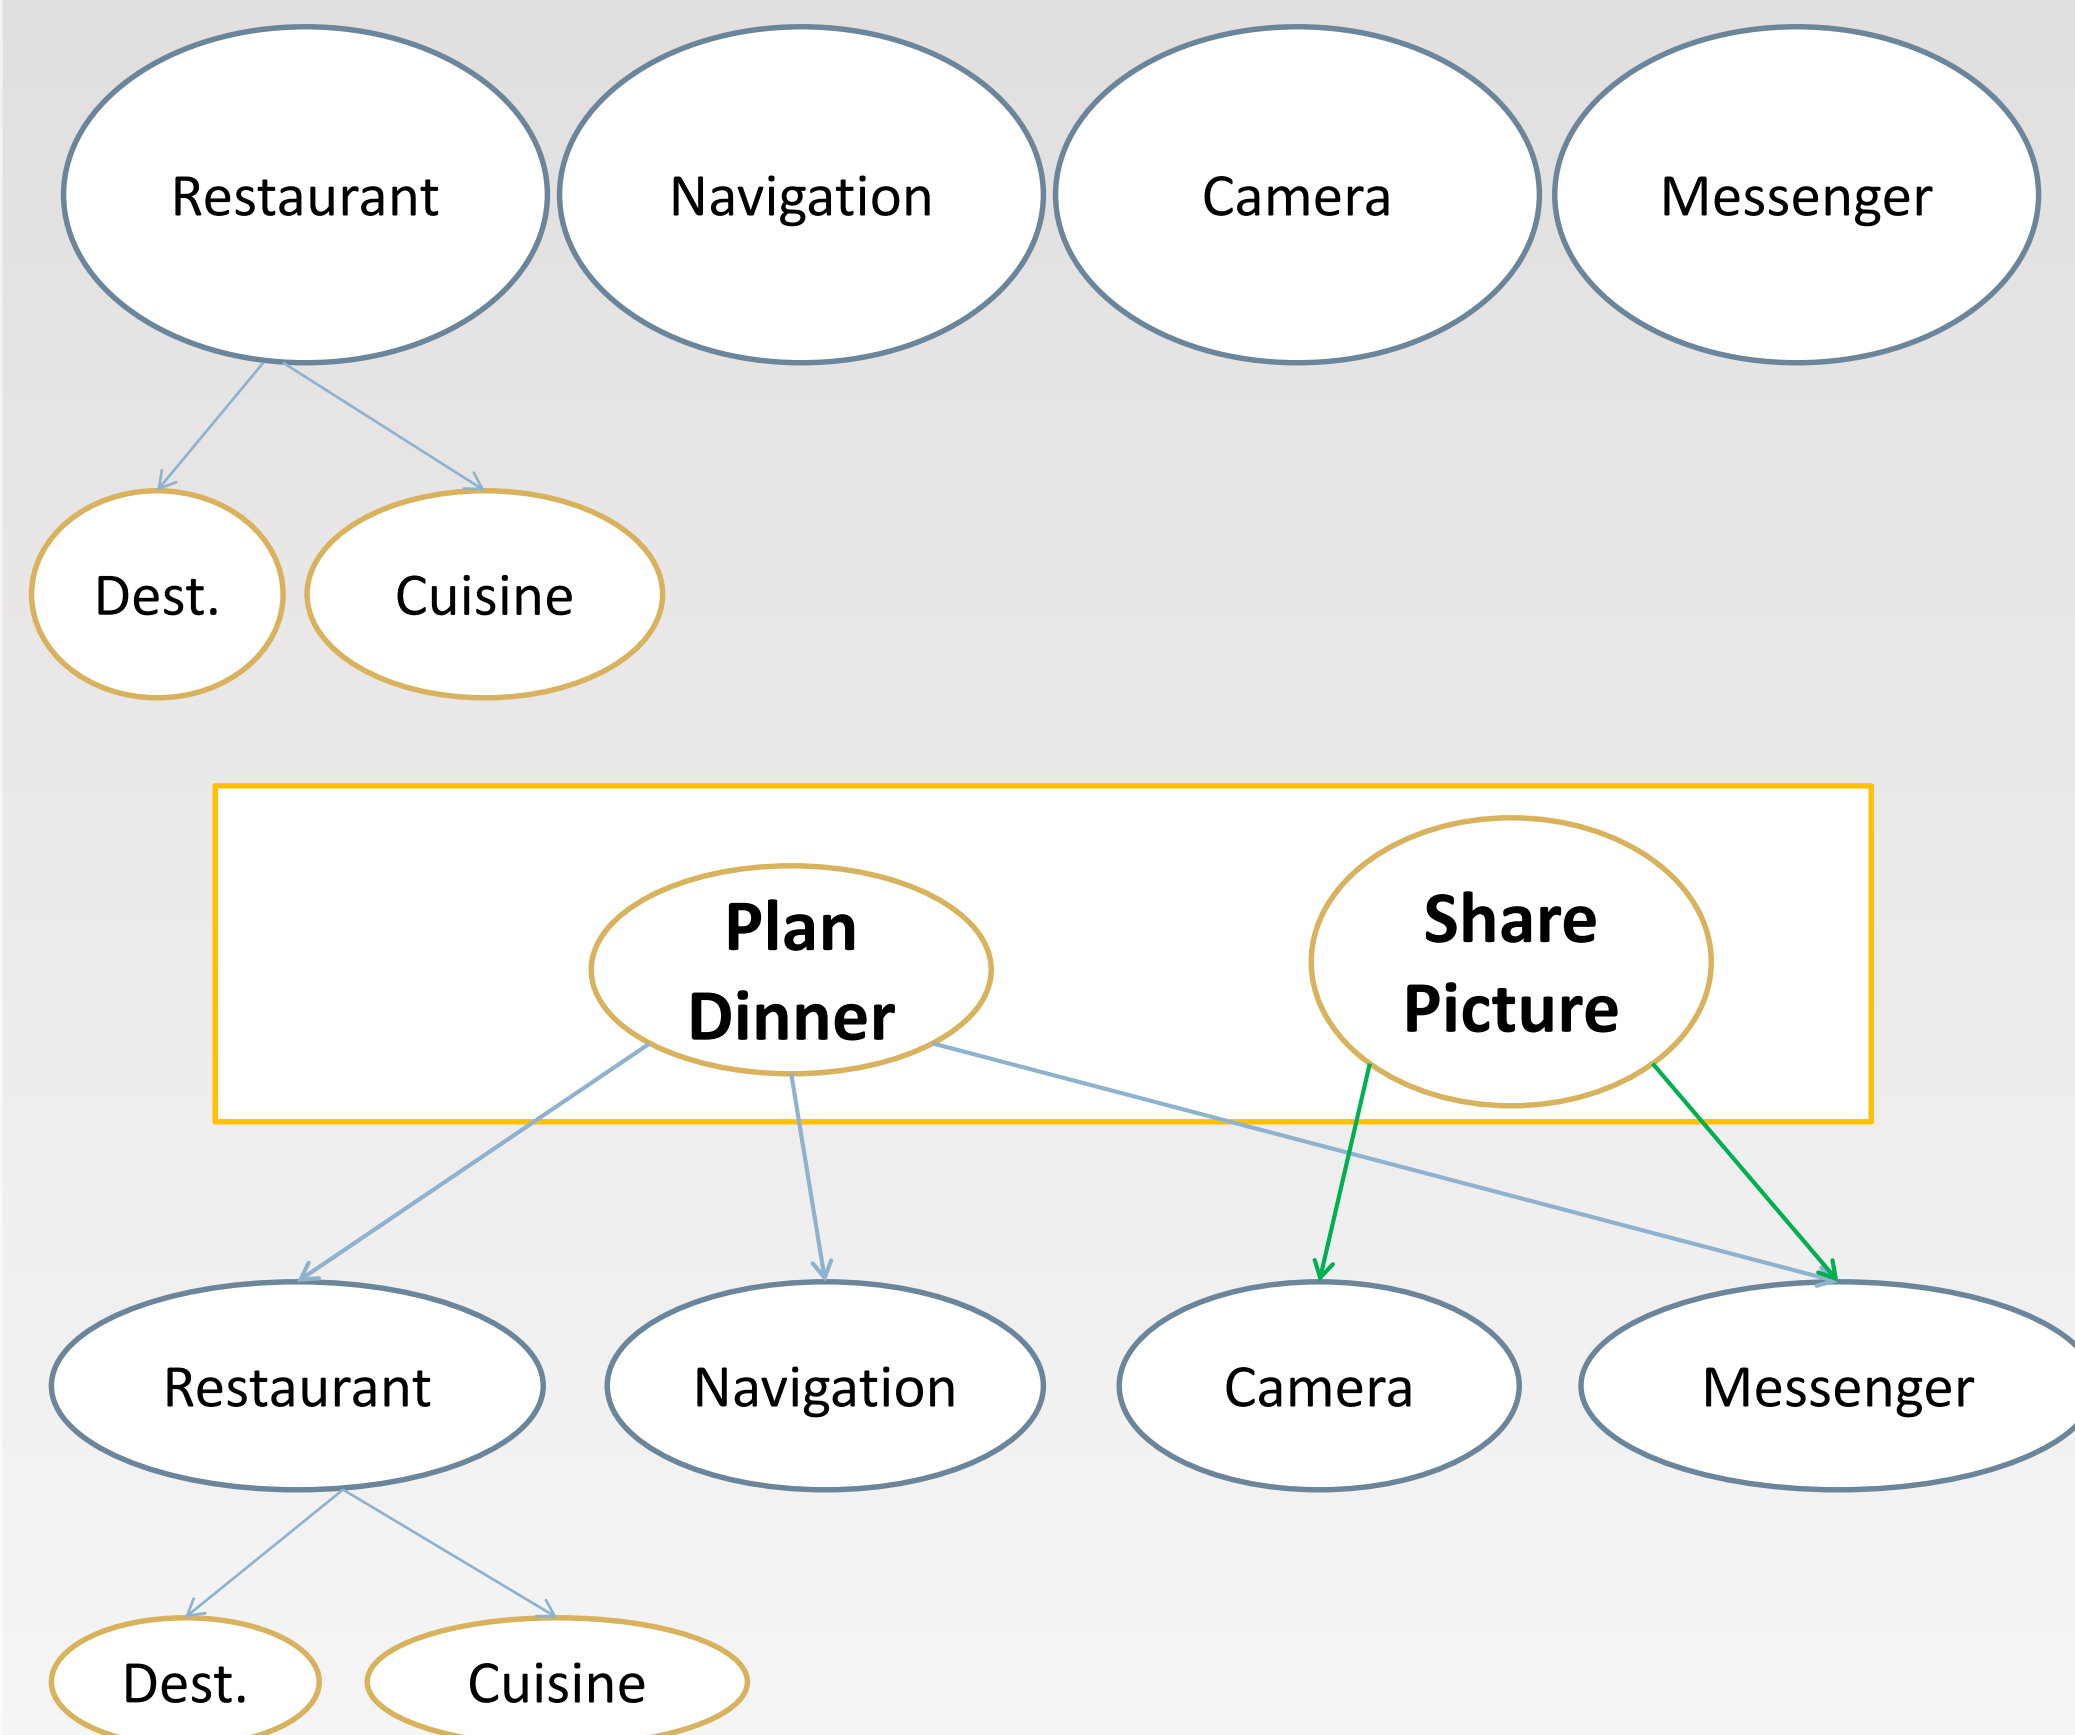 Restaurant
Navigation
Camera
Messenger
Dest.
Cuisine
Plan
Dinner
Share
Picture
Restaurant
Navigation
Camera
Messenger
Dest.
Cuisine